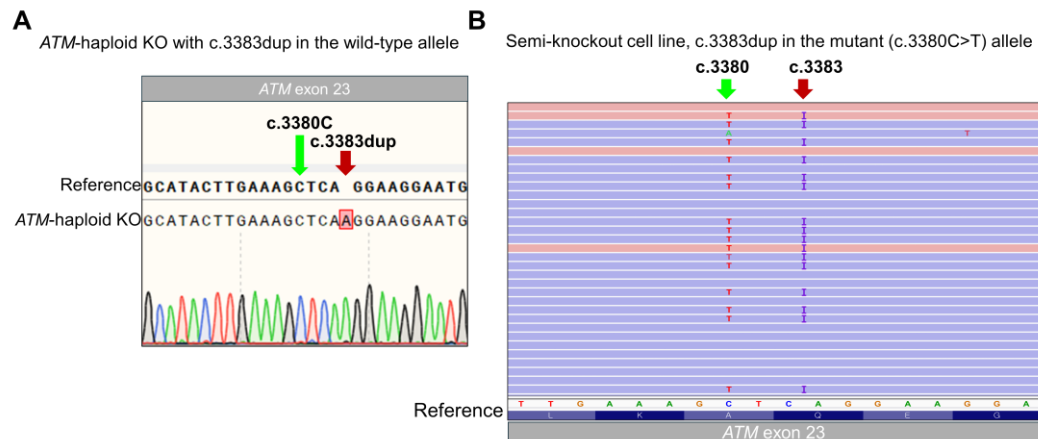 A
ATM-haploid KO with c.3383dup in the wild-type allele
ATM exon 23
c.3380C
c.3383dup
Reference GCATACTTGAAAGCTCA GGAAGGAATG
ATM-haploid KO GCATACTTGAAAGCTCAAGGAAGGAATG
B
Semi-knockout cell line, c.3383dup in the mutant (c.3380C>T) allele
c.3380 c.3383
T I
T I
A T
T I
T I
T I
T I
T I
T I
T I
T I
T I
T I
T I
T I
T I
T I
Reference T T G A A A G C T C A G G A A G G A
L K A Q E G
ATM exon 23